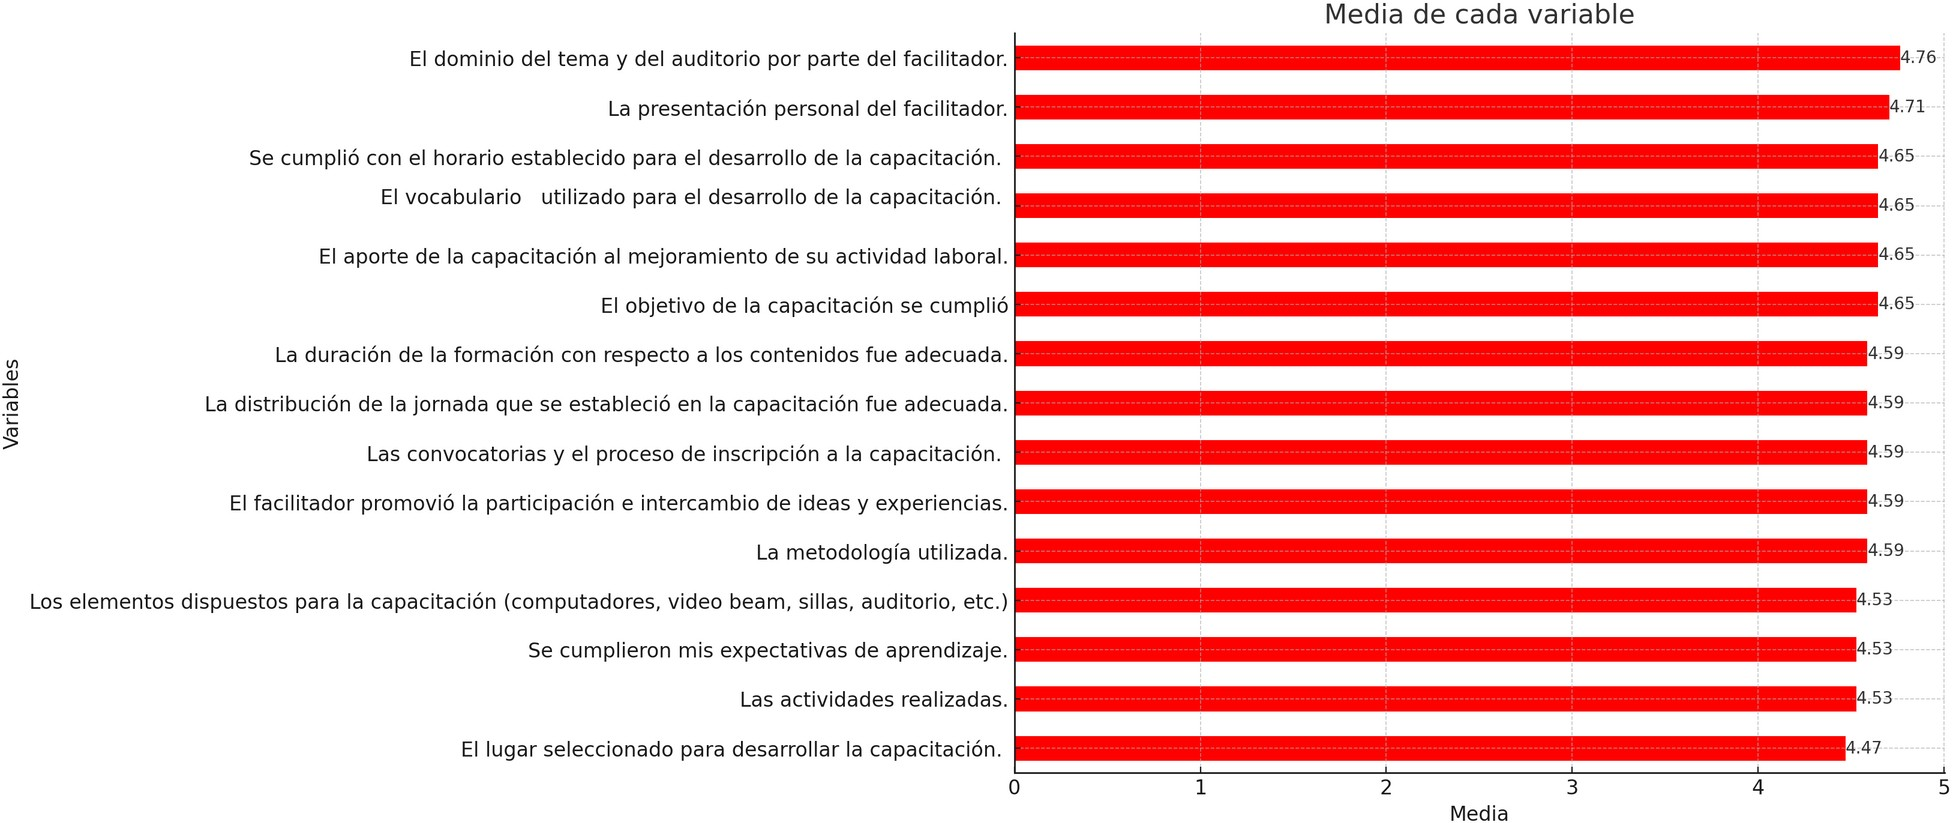 Media de cada variable
El dominio del tema y del auditorio por parte del facilitador. 4.76
La presentación personal del facilitador. 4.71
Se cumplió con el horario establecido para el desarrollo de la capacitación. 4.65
El vocabulario utilizado para el desarrollo de la capacitación. 4.65
El aporte de la capacitación al mejoramiento de su actividad laboral. 4.65
El objetivo de la capacitación se cumplió 4.65
La duración de la formación con respecto a los contenidos fue adecuada. 4.59
La distribución de la jornada que se estableció en la capacitación fue adecuada. 4.59
Las convocatorias y el proceso de inscripción a la capacitación. 4.59
El facilitador promovió la participación e intercambio de ideas y experiencias. 4.59
La metodología utilizada. 4.59
Los elementos dispuestos para la capacitación (computadores, video beam, sillas, auditorio, etc.) 4.53
Se cumplieron mis expectativas de aprendizaje. 4.53
Las actividades realizadas. 4.53
El lugar seleccionado para desarrollar la capacitación. 4.47
Variables
0 1 2 3 4 5
Media